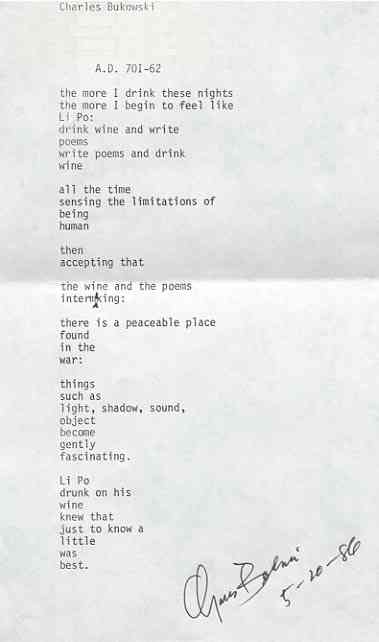 Charles Bukowski
A.D. 701-62
the more I drink these nights
the more I begin to feel like
Li Po:
drink wine and write
poems
write poems and drink
wine
all the time
sensing the limitations of
being
human
then
accepting that
the wine and the poems
intermixing:
there is a peaceable place
found
in the
war:
things
such as
light, shadow, sound,
object
become
gently
fascinating.
Li Po
drunk on his
wine
knew that
just to know a
little
was
best.
5-20-86